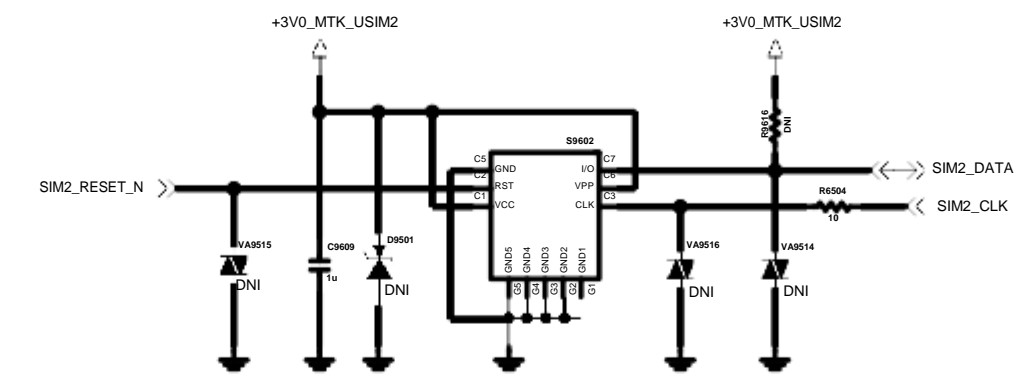 +3V0_MTK_USIM2
+3V0_MTK_USIM2
R9616
DNI
S9602
C5
GND
C2
RST
C1
VCC
I/O
C7
VPP
C6
CLK
C3
SIM2_DATA
SIM2_RESET_N
R6504
10
SIM2_CLK
VA9515
DNI
C9609
1u
D9501
DNI
GND5
GND4
GND3
GND2
GND1
G5
G4
G3
G2
G1
VA9516
DNI
VA9514
DNI